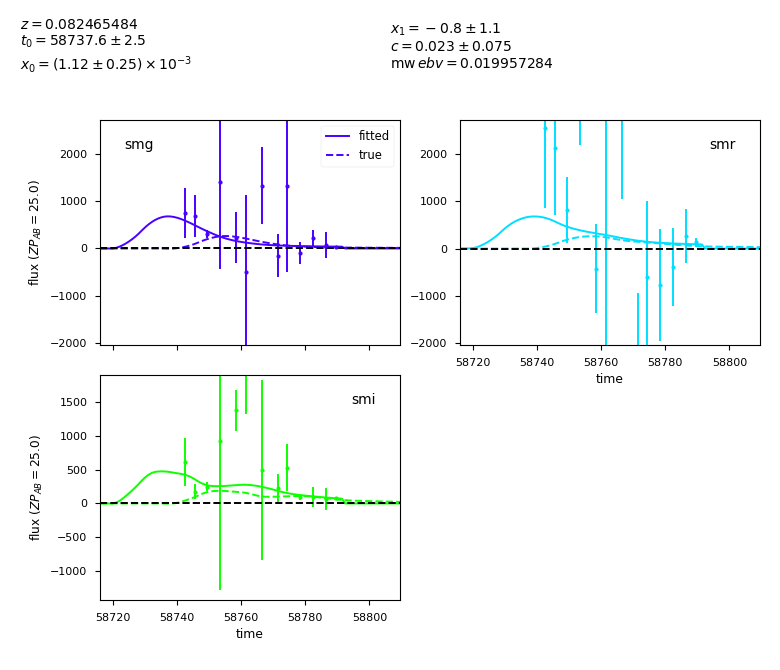 z = 0.082465484
t₀ = 58737.6 ± 2.5
x₀ = (1.12 ± 0.25) × 10⁻³
x₁ = −0.8 ± 1.1
c = 0.023 ± 0.075
mw ebv = 0.019957284
smg
fitted
true
2000
1000
0
−1000
−2000
flux (ZP_AB = 25.0)
smr
2000
1000
0
−1000
−2000
58720 58740 58760 58780 58800
time
smi
1500
1000
500
0
−500
−1000
flux (ZP_AB = 25.0)
58720 58740 58760 58780 58800
time